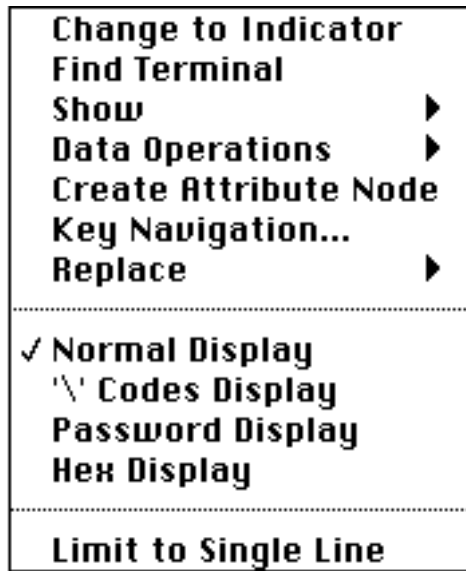 Change to Indicator
Find Terminal
Show
Data Operations
Create Attribute Node
Key Navigation...
Replace
✓ Normal Display
'\' Codes Display
Password Display
Hex Display
Limit to Single Line